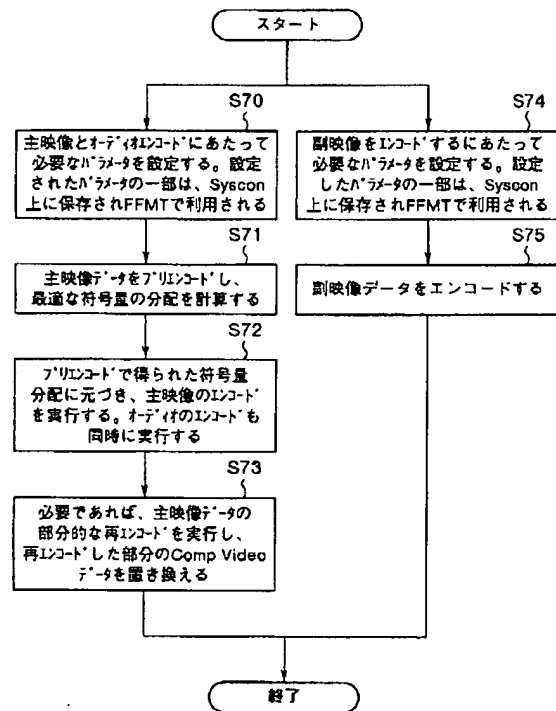 スタート
S70
主映像とオーディオエンコードにあたって
必要なパラメータを設定する。設定
されたパラメータの一部は、Syscon
上に保存されFFMTで利用される
S71
主映像データをプリエンコードし、
最適な符号量の分配を計算する
S72
プリエンコードで得られた符号量
分配に元づき、主映像のエンコード
を実行する。オーディオのエンコードも
同時に実行する
S73
必要であれば、主映像データの
部分的な再エンコードを実行し、
再エンコードした部分のComp Video
データを置き換える
S74
副映像をエンコードするにあたって
必要なパラメータを設定する。設定
したパラメータの一部は、Syscon
上に保存されFFMTで利用される
S75
副映像データをエンコードする
終了